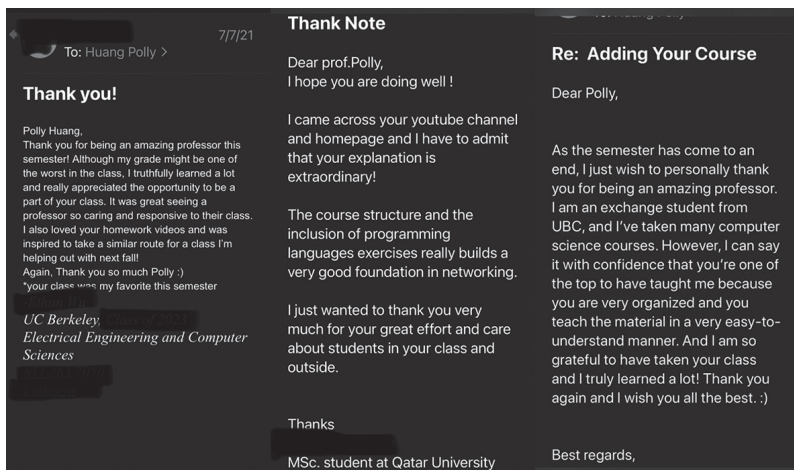 7/7/21
To: Huang Polly >
Thank you!
Polly Huang,
Thank you for being an amazing professor this
semester! Although my grade might be one of
the worst in the class, I truthfully learned a lot
and really appreciated the opportunity to be a
part of your class. It was great seeing a
professor so caring and responsive to their class.
I also loved your homework videos and was
inspired to take a similar route for a class I'm
helping out with next fall!
Again, Thank you so much Polly :)
*your class was my favorite this semester
UC Berkeley,
Electrical Engineering and Computer
Sciences
Thank Note
Dear prof.Polly,
I hope you are doing well !
I came across your youtube channel
and homepage and I have to admit
that your explanation is
extraordinary!
The course structure and the
inclusion of programming
languages exercises really builds a
very good foundation in networking.
I just wanted to thank you very
much for your great effort and care
about students in your class and
outside.
Thanks
MSc. student at Qatar University
Re: Adding Your Course
Dear Polly,
As the semester has come to an
end, I just wish to personally thank
you for being an amazing professor.
I am an exchange student from
UBC, and I've taken many computer
science courses. However, I can say
it with confidence that you're one of
the top to have taught me because
you are very organized and you
teach the material in a very easy-to-
understand manner. And I am so
grateful to have taken your class
and I truly learned a lot! Thank you
again and I wish you all the best. :)
Best regards,